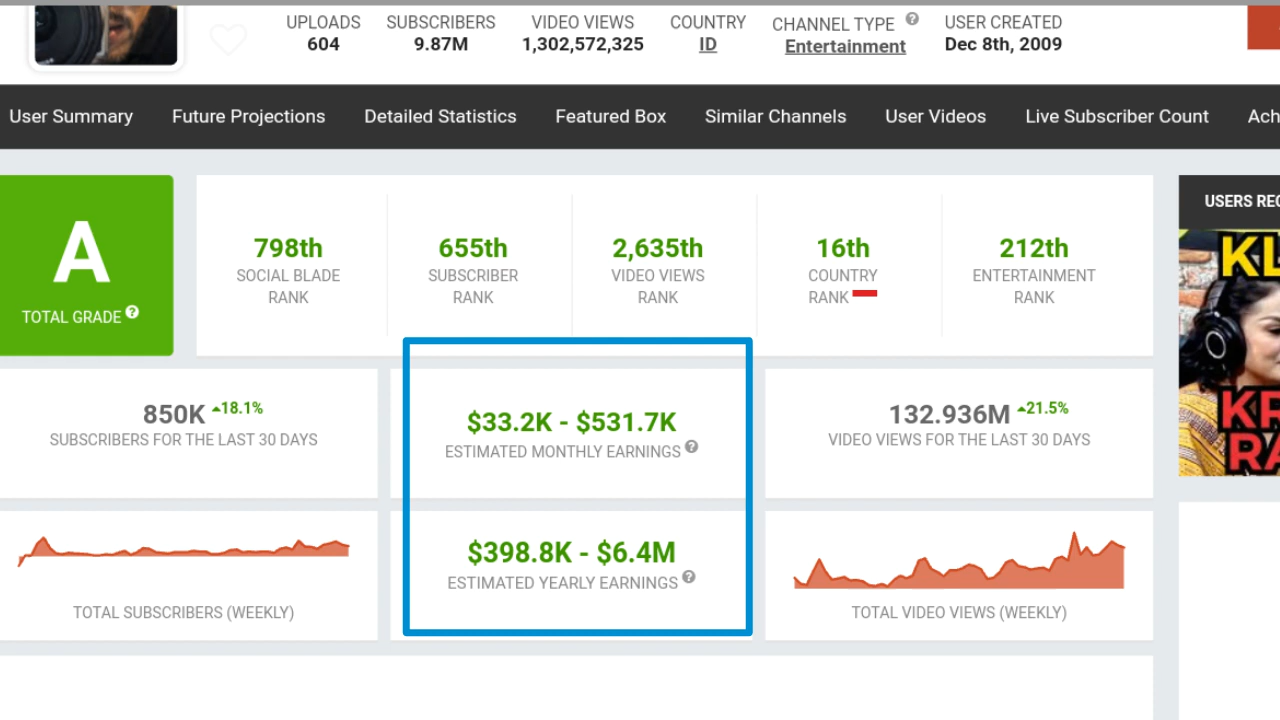 UPLOADS SUBSCRIBERS VIDEO VIEWS COUNTRY CHANNEL TYPE ? USER CREATED
604 9.87M 1,302,572,325 ID Entertainment Dec 8th, 2009
User Summary Future Projections Detailed Statistics Featured Box Similar Channels User Videos Live Subscriber Count Ach
A
TOTAL GRADE ?
798th 655th 2,635th 16th 212th
SOCIAL BLADE SUBSCRIBER VIDEO VIEWS COUNTRY ENTERTAINMENT
RANK RANK RANK RANK RANK
USERS REC
KL
KR
RA
850K 18.1%
SUBSCRIBERS FOR THE LAST 30 DAYS
$33.2K - $531.7K
ESTIMATED MONTHLY EARNINGS ?
132.936M 21.5%
VIDEO VIEWS FOR THE LAST 30 DAYS
TOTAL SUBSCRIBERS (WEEKLY)
$398.8K - $6.4M
ESTIMATED YEARLY EARNINGS ?
TOTAL VIDEO VIEWS (WEEKLY)